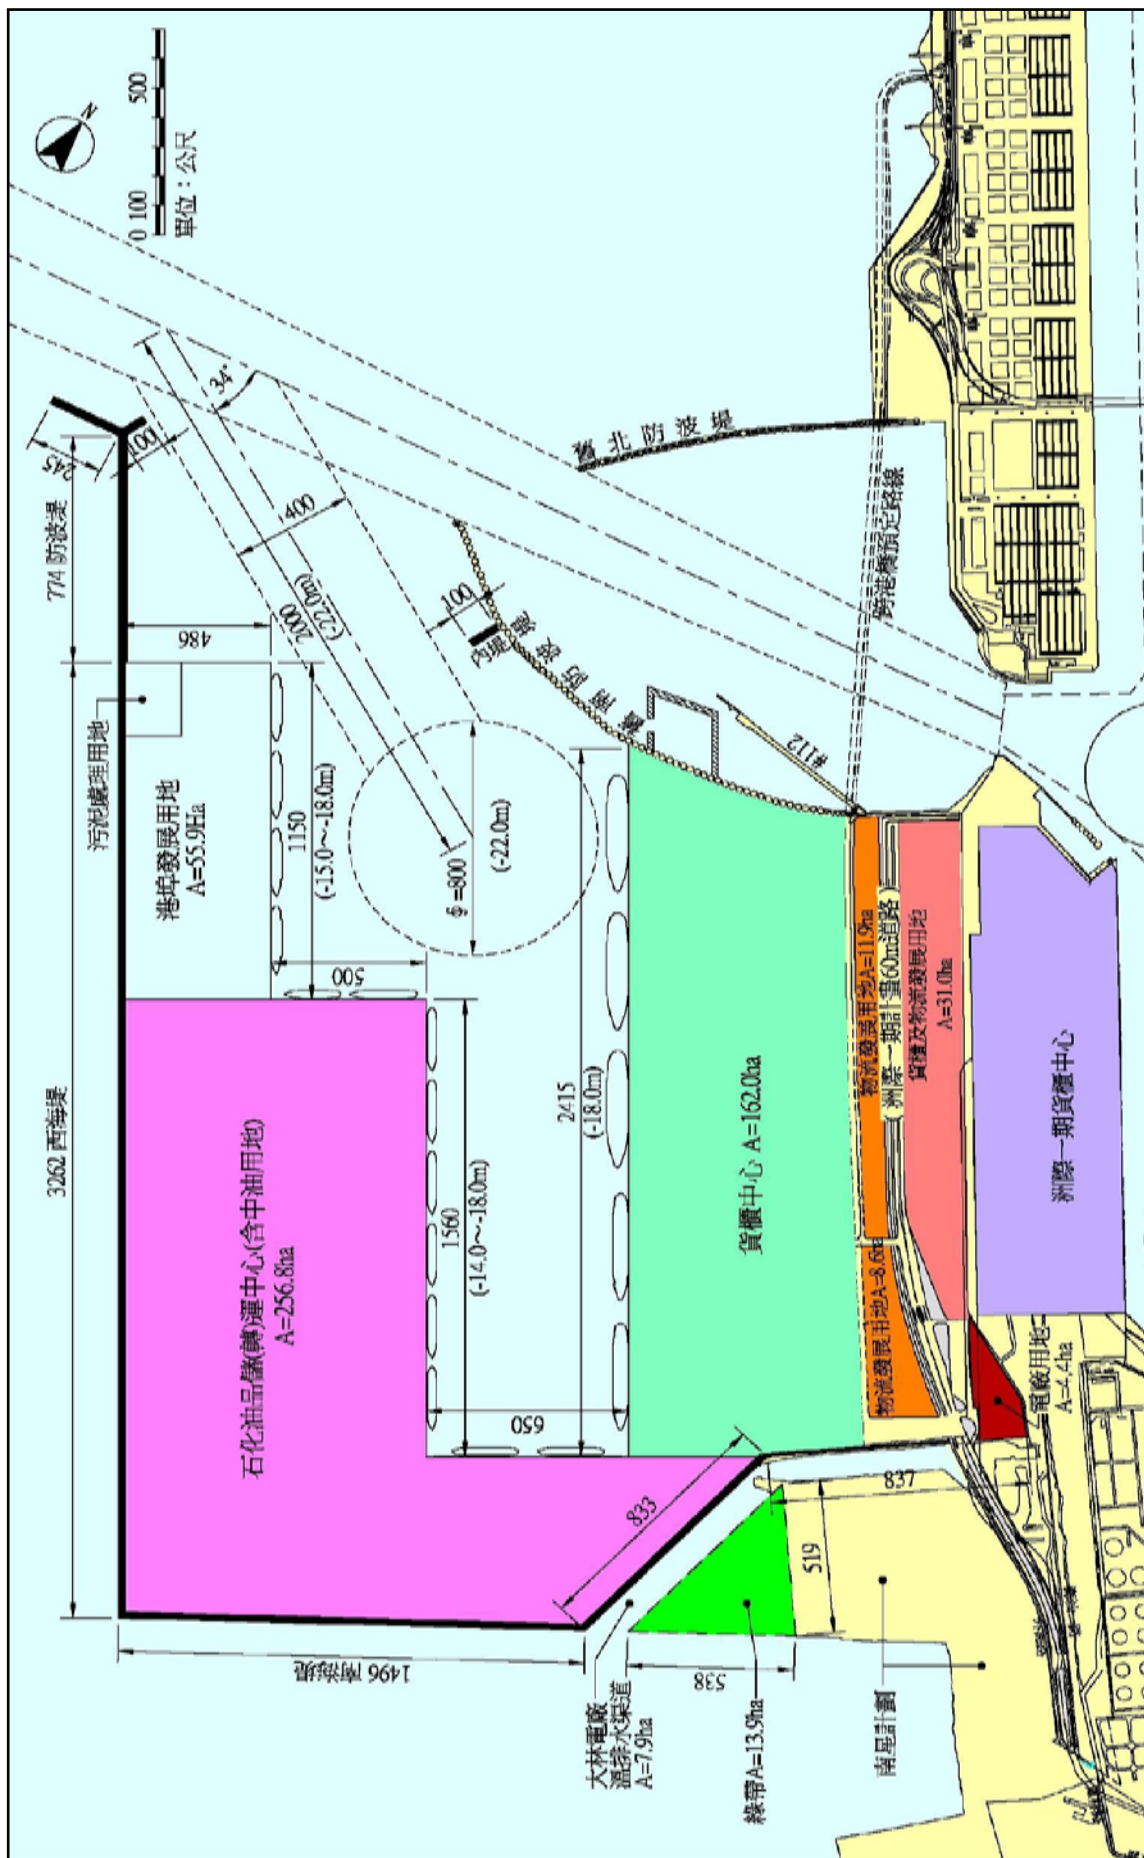 N
0 100 500
單位：公尺
245
100
774 防波堤
34°
400
2000
(-22.0m)
舊北防波堤
100
內堤
舊南防波堤
跨港橋預定路線
#112
486
污泥處理用地
港埠發展用地
A=55.9Ha
1150
(-15.0～-18.0m)
500
ϕ=800
(-22.0m)
3262 西海堤
石化油品儲(轉)運中心(含中油用地)
A=256.8ha
1560
(-14.0～-18.0m)
2415
(-18.0m)
650
貨櫃中心 A=162.0ha
物流發展用地A=11.9ha
(洲際一期計畫60m道路)
貨櫃及物流發展用地
A=31.0ha
物流發展用地A=8.6ha
洲際一期貨櫃中心
電廠用地
A=4.4ha
833
837
519
1496 南海堤
538
大林電廠
溫排水渠道
A=7.9ha
綠帶A=13.9ha
南星計劃